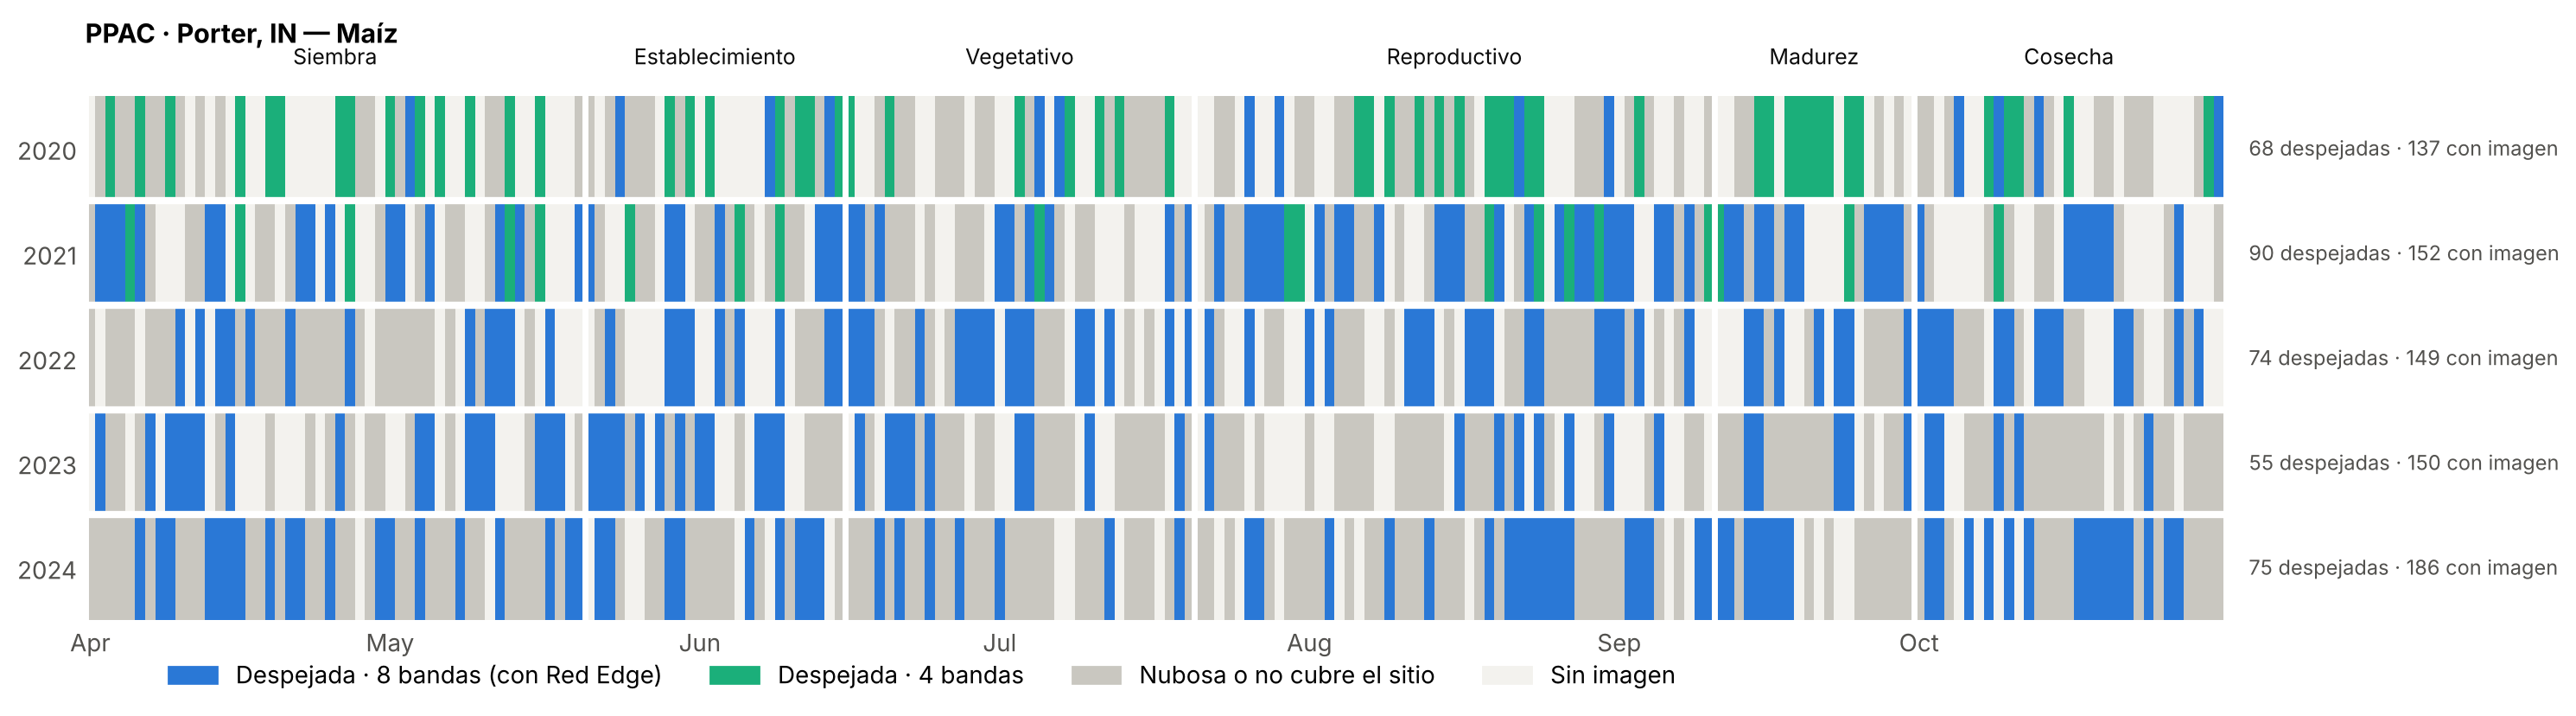 PPAC · Porter, IN — Maíz
Siembra Establecimiento Vegetativo Reproductivo Madurez Cosecha
2020 68 despejadas · 137 con imagen
2021 90 despejadas · 152 con imagen
2022 74 despejadas · 149 con imagen
2023 55 despejadas · 150 con imagen
2024 75 despejadas · 186 con imagen
Apr May Jun Jul Aug Sep Oct
Despejada · 8 bandas (con Red Edge) Despejada · 4 bandas Nubosa o no cubre el sitio Sin imagen